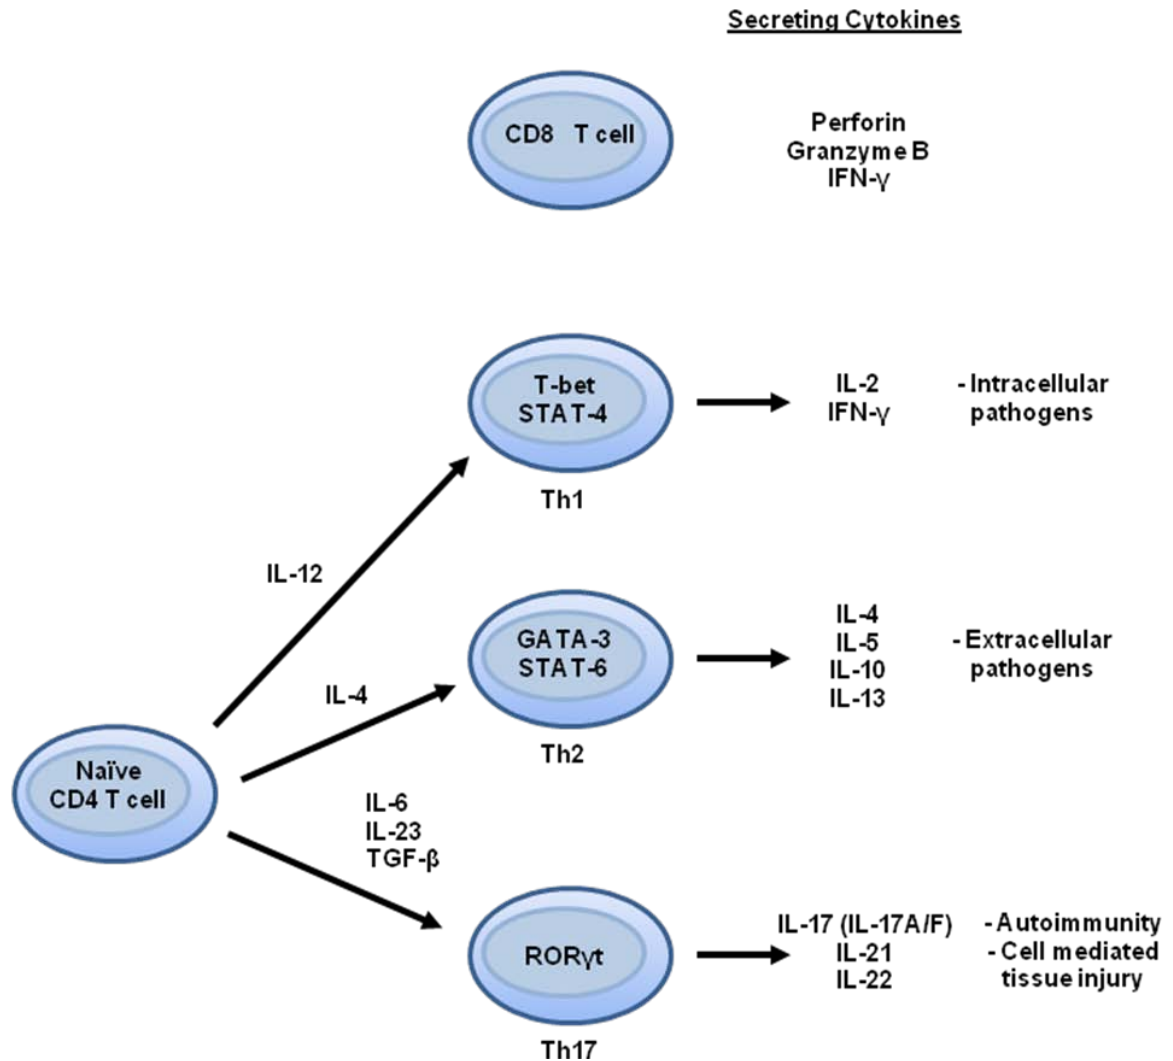 Secreting Cytokines
CD8 T cell
Perforin
Granzyme B
IFN-γ
T-bet
STAT-4
Th1
IL-2
IFN-γ
- Intracellular
pathogens
IL-12
GATA-3
STAT-6
Th2
IL-4
IL-5
IL-10
IL-13
- Extracellular
pathogens
IL-4
Naïve
CD4 T cell
IL-6
IL-23
TGF-β
RORγt
Th17
IL-17 (IL-17A/F)
IL-21
IL-22
- Autoimmunity
- Cell mediated
tissue injury